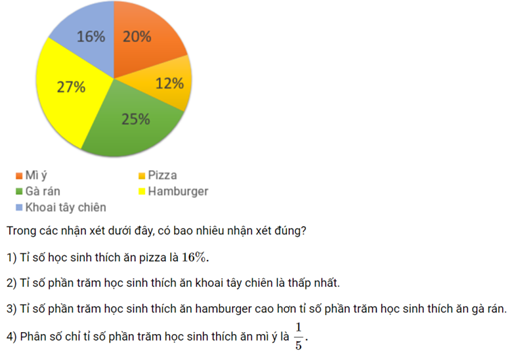 16% 20%
12%
27%
25%
Mì ý Pizza
Gà rán Hamburger
Khoai tây chiên
Trong các nhận xét dưới đây, có bao nhiêu nhận xét đúng?
1) Tỉ số học sinh thích ăn pizza là 16%.
2) Tỉ số phần trăm học sinh thích ăn khoai tây chiên là thấp nhất.
3) Tỉ số phần trăm học sinh thích ăn hamburger cao hơn tỉ số phần trăm học sinh thích ăn gà rán.
4) Phân số chỉ tỉ số phần trăm học sinh thích ăn mì ý là 1/5.